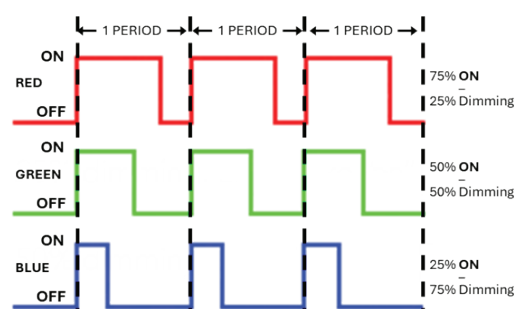 1 PERIOD 1 PERIOD 1 PERIOD
ON
RED
OFF
75% ON
–
25% Dimming
ON
GREEN
OFF
50% ON
–
50% Dimming
ON
BLUE
OFF
25% ON
–
75% Dimming